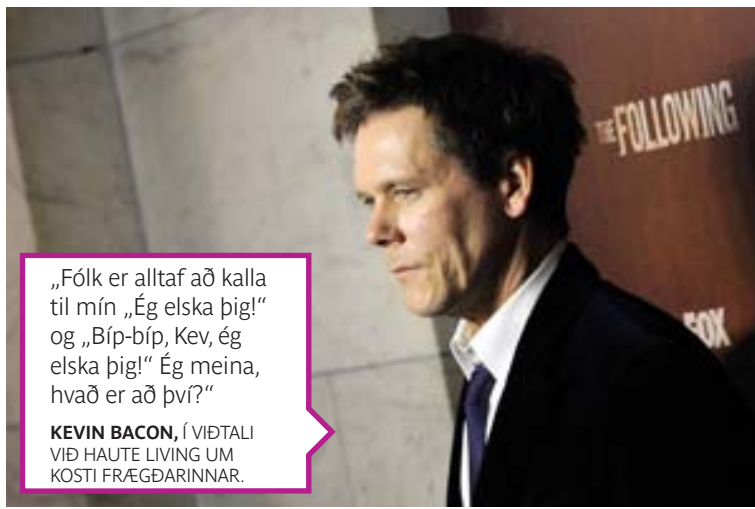 THE FOLLOWING
FOX
„Fólk er alltaf að kalla
til mín „Ég elska þig!“
og „Bíp-bíp, Kev, ég
elska þig!“ Ég meina,
hvað er að því?“
KEVIN BACON, Í VIÐTALI
VIÐ HAUTE LIVING UM
KOSTI FRÆGÐARINNAR.